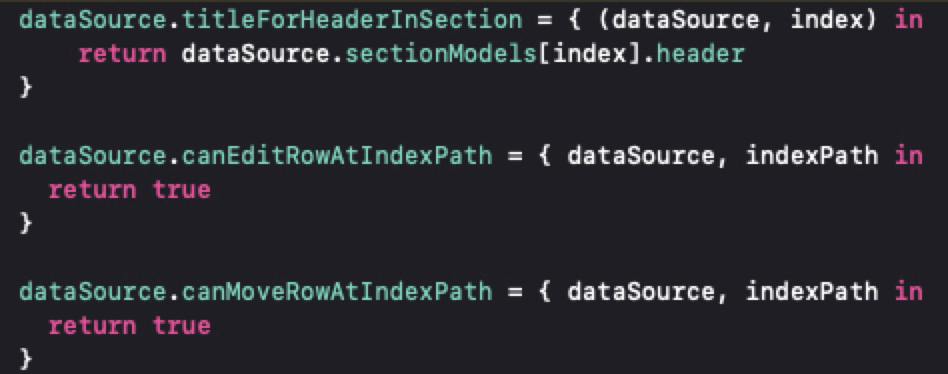 dataSource.titleForHeaderInSection = { (dataSource, index) in
    return dataSource.sectionModels[index].header
}

dataSource.canEditRowAtIndexPath = { dataSource, indexPath in
  return true
}

dataSource.canMoveRowAtIndexPath = { dataSource, indexPath in
  return true
}